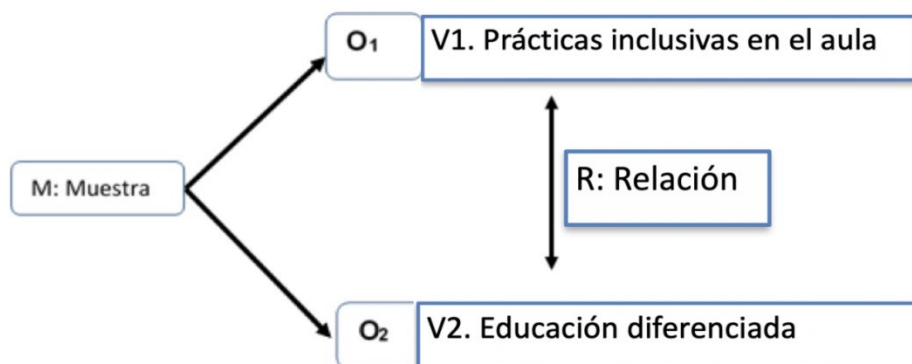 O₁ V1. Prácticas inclusivas en el aula
M: Muestra
R: Relación
O₂ V2. Educación diferenciada